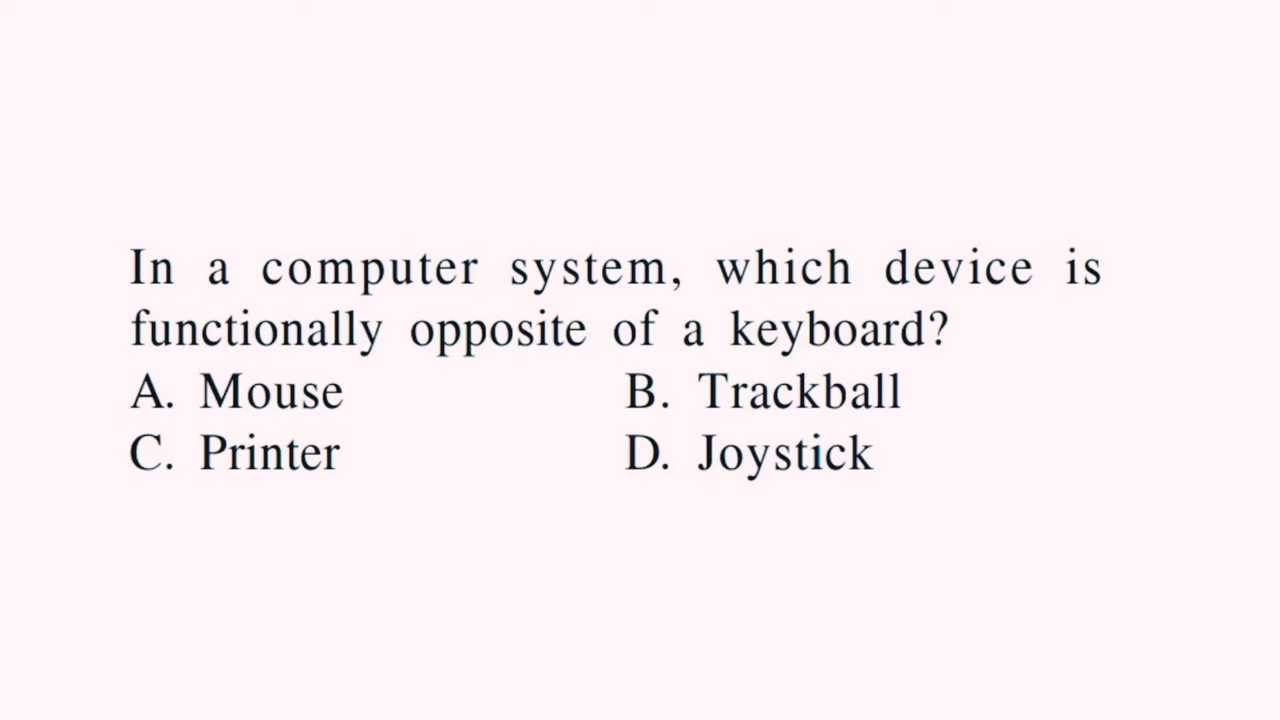 In a computer system, which device is
functionally opposite of a keyboard?
A. Mouse B. Trackball
C. Printer D. Joystick